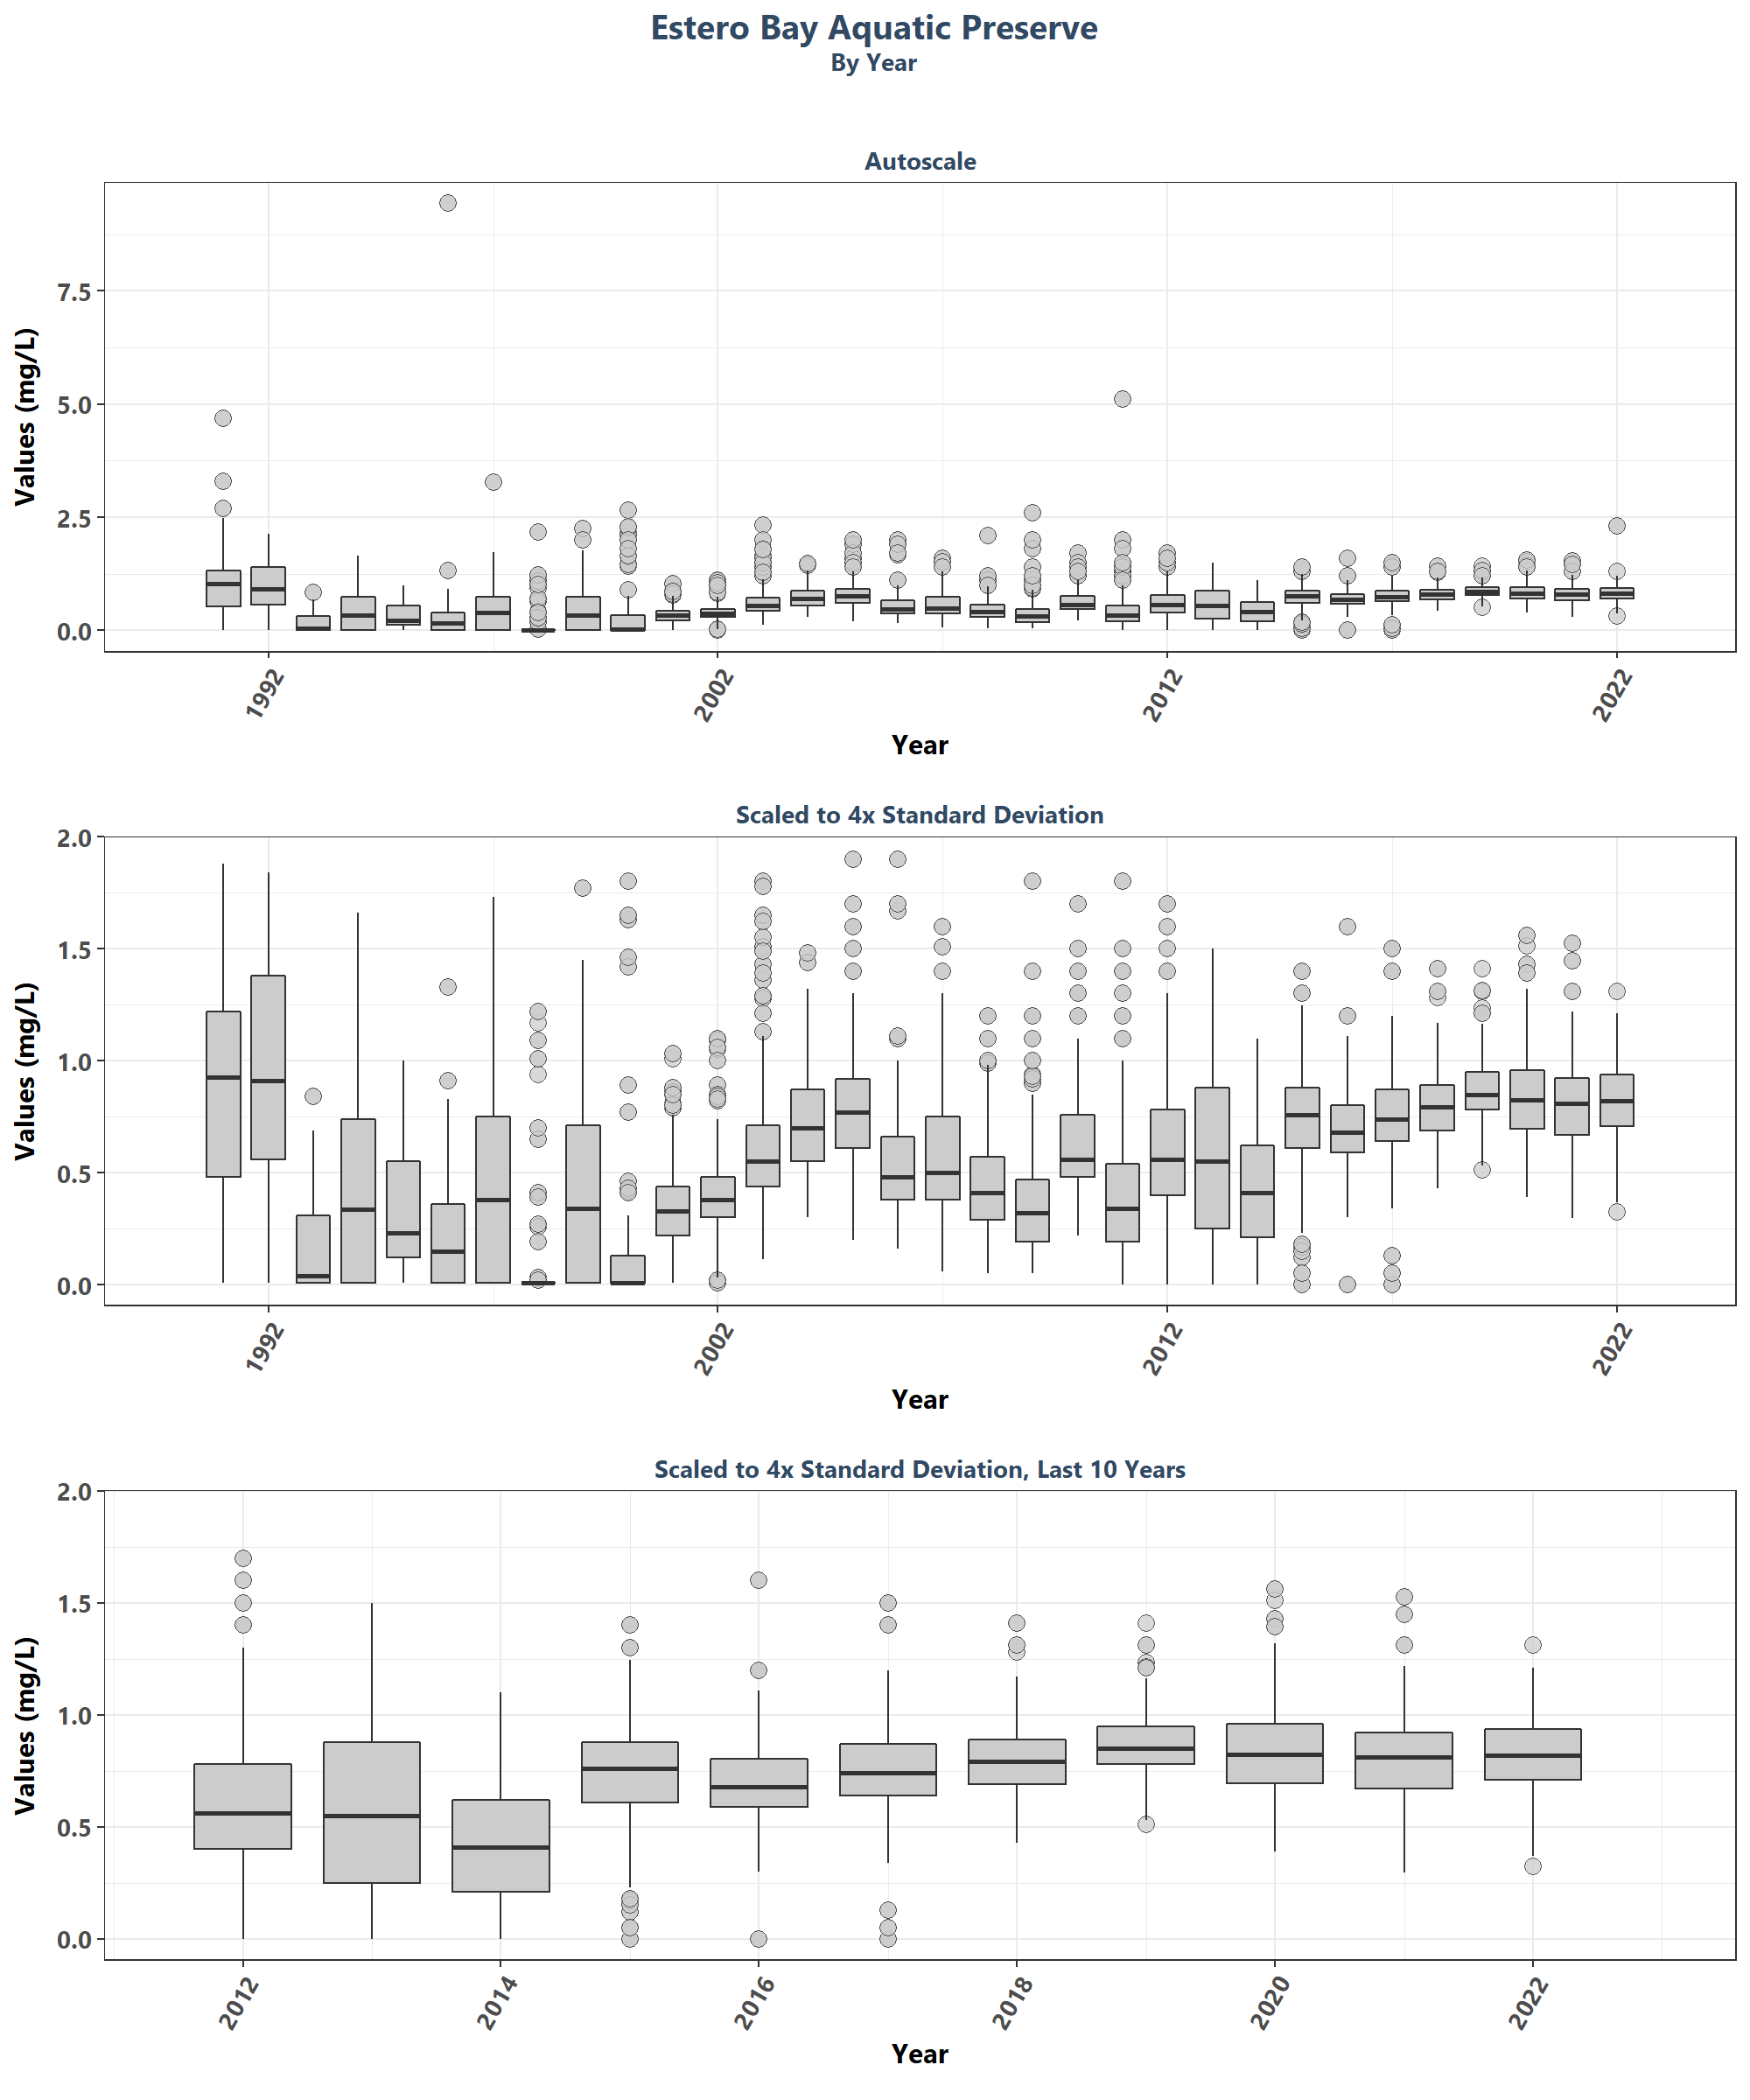 Estero Bay Aquatic Preserve
By Year
Autoscale
Values (mg/L)
7.5
5.0
2.5
0.0
1992 2002 2012 2022
Year
Scaled to 4x Standard Deviation
Values (mg/L)
2.0
1.5
1.0
0.5
0.0
1992 2002 2012 2022
Year
Scaled to 4x Standard Deviation, Last 10 Years
Values (mg/L)
2.0
1.5
1.0
0.5
0.0
2012 2014 2016 2018 2020 2022
Year